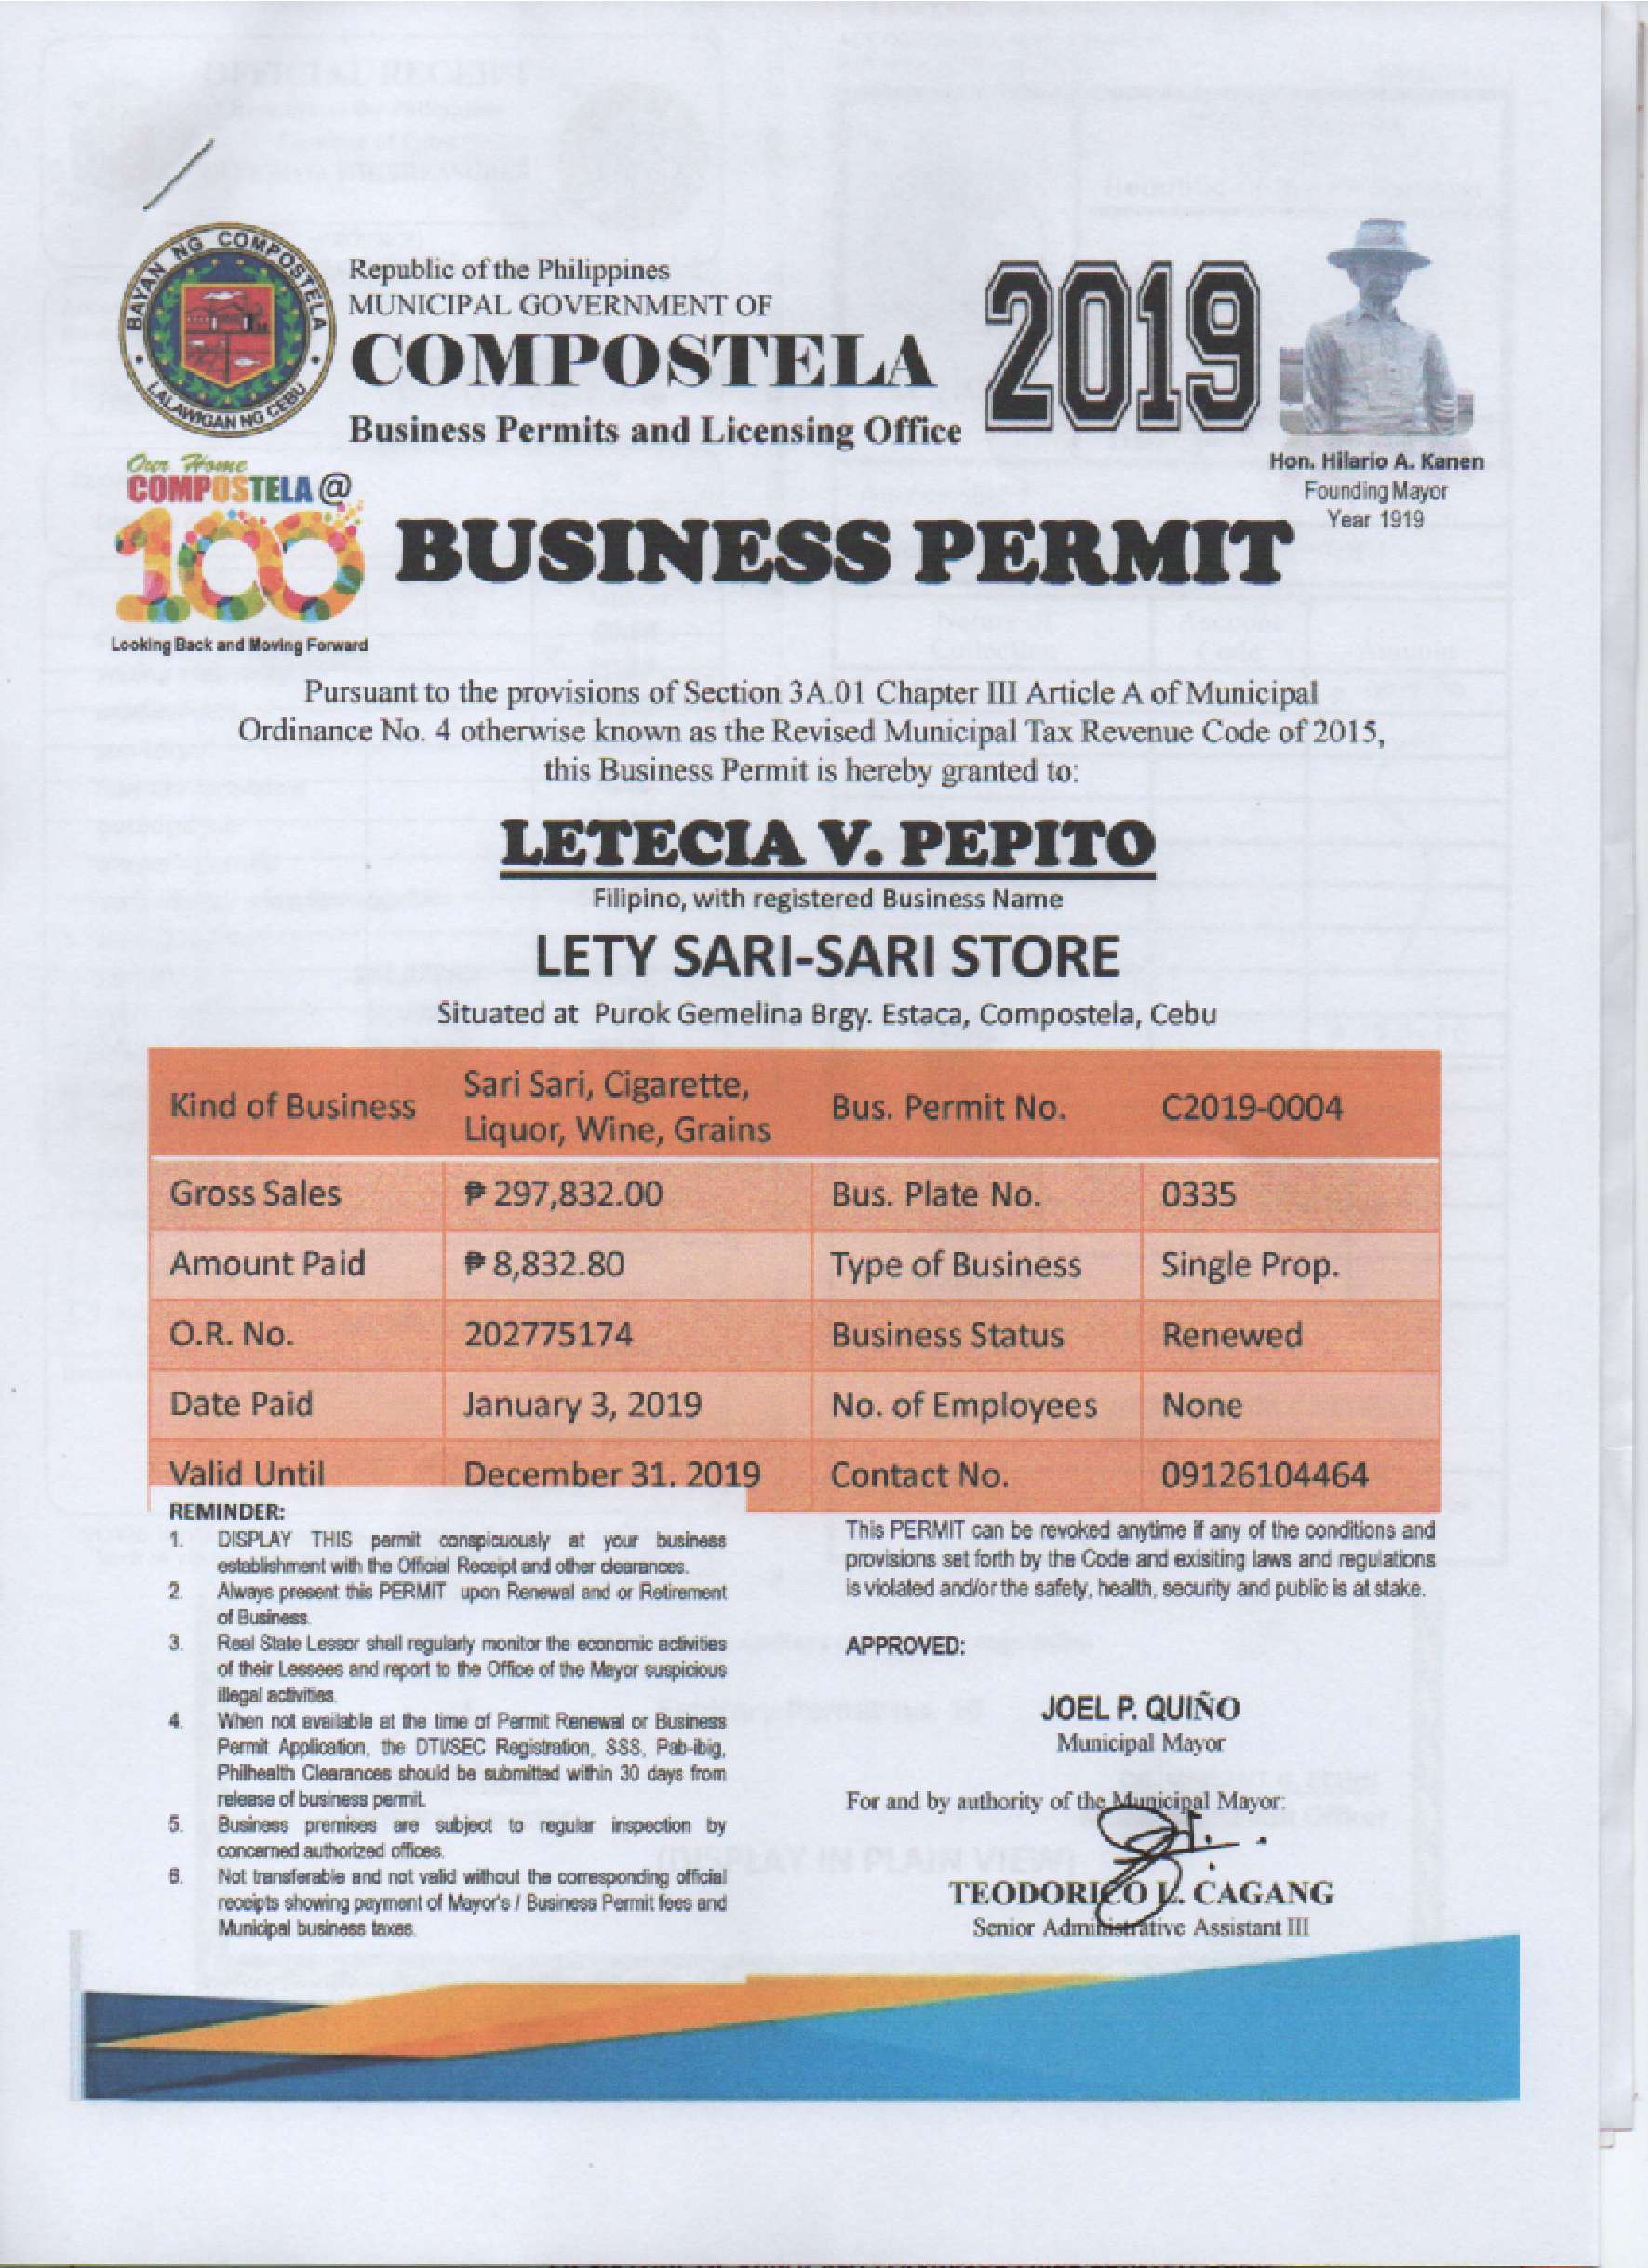 BAYAN NG COMPOSTELA
LALAWIGAN NG CEBU
Republic of the Philippines
MUNICIPAL GOVERNMENT OF
COMPOSTELA
Business Permits and Licensing Office
2019
Hon. Hilario A. Kanen
Founding Mayor
Year 1919
Our Home
COMPOSTELA @
100
Looking Back and Moving Forward
BUSINESS PERMIT
Pursuant to the provisions of Section 3A.01 Chapter III Article A of Municipal
Ordinance No. 4 otherwise known as the Revised Municipal Tax Revenue Code of 2015,
this Business Permit is hereby granted to:
LETECIA V. PEPITO
Filipino, with registered Business Name
LETY SARI-SARI STORE
Situated at Purok Gemelina Brgy. Estaca, Compostela, Cebu
Kind of Business Sari Sari, Cigarette, Bus. Permit No. C2019-0004
Liquor, Wine, Grains
Gross Sales ₱ 297,832.00 Bus. Plate No. 0335
Amount Paid ₱ 8,832.80 Type of Business Single Prop.
O.R. No. 202775174 Business Status Renewed
Date Paid January 3, 2019 No. of Employees None
Valid Until December 31, 2019 Contact No. 09126104464
REMINDER:
1. DISPLAY THIS permit conspicuously at your business
establishment with the Official Receipt and other clearances.
2. Always present this PERMIT upon Renewal and or Retirement
of Business.
3. Real State Lessor shall regularly monitor the economic activities
of their Lessees and report to the Office of the Mayor suspicious
illegal activities.
4. When not available at the time of Permit Renewal or Business
Permit Application, the DTI/SEC Registration, SSS, Pab-ibig,
Philhealth Clearances should be submitted within 30 days from
release of business permit.
5. Business premises are subject to regular inspection by
concerned authorized offices.
6. Not transferable and not valid without the corresponding official
receipts showing payment of Mayor's / Business Permit fees and
Municipal business taxes.
This PERMIT can be revoked anytime if any of the conditions and
provisions set forth by the Code and exisiting laws and regulations
is violated and/or the safety, health, security and public is at stake.
APPROVED:
JOEL P. QUIÑO
Municipal Mayor
For and by authority of the Municipal Mayor:
TEODORICO L. CAGANG
Senior Administrative Assistant III
(DISPLAY IN PLAIN VIEW)